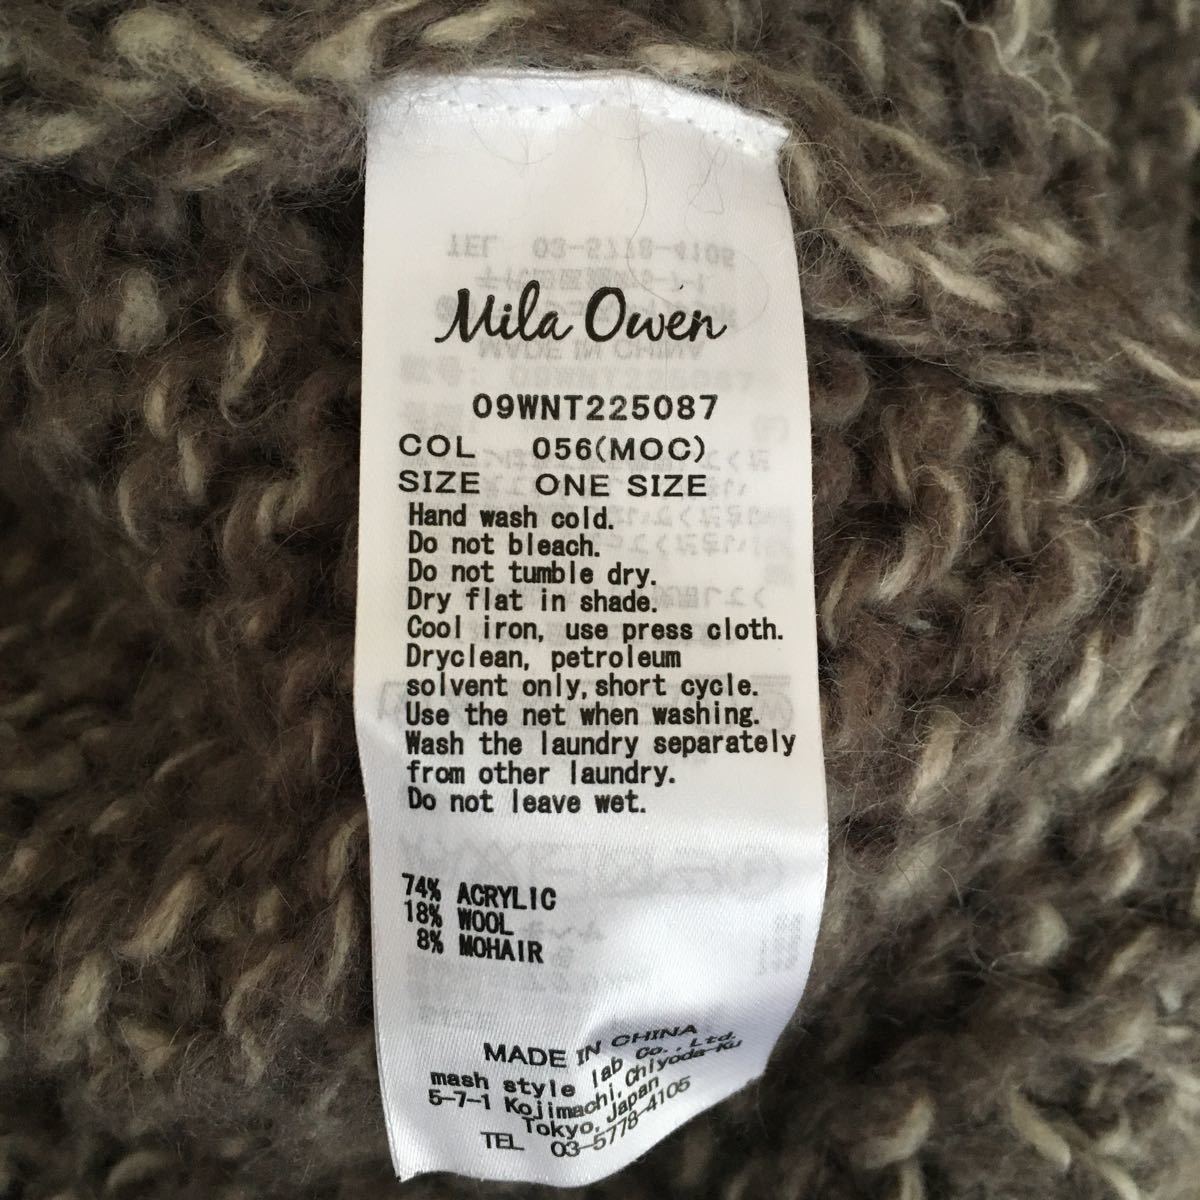 Mila Owen
09WNT225087
COL 056(MOC)
SIZE ONE SIZE
Hand wash cold.
Do not bleach.
Do not tumble dry.
Dry flat in shade.
Cool iron, use press cloth.
Dryclean, petroleum
solvent only,short cycle.
Use the net when washing.
Wash the laundry separately
from other laundry.
Do not leave wet.
74% ACRYLIC
18% WOOL
8% MOHAIR
MADE IN CHINA
mash style lab Co.,Ltd.
5-7-1 Kojimachi,Chiyoda-Ku
Tokyo,Japan
TEL 03-5778-4105